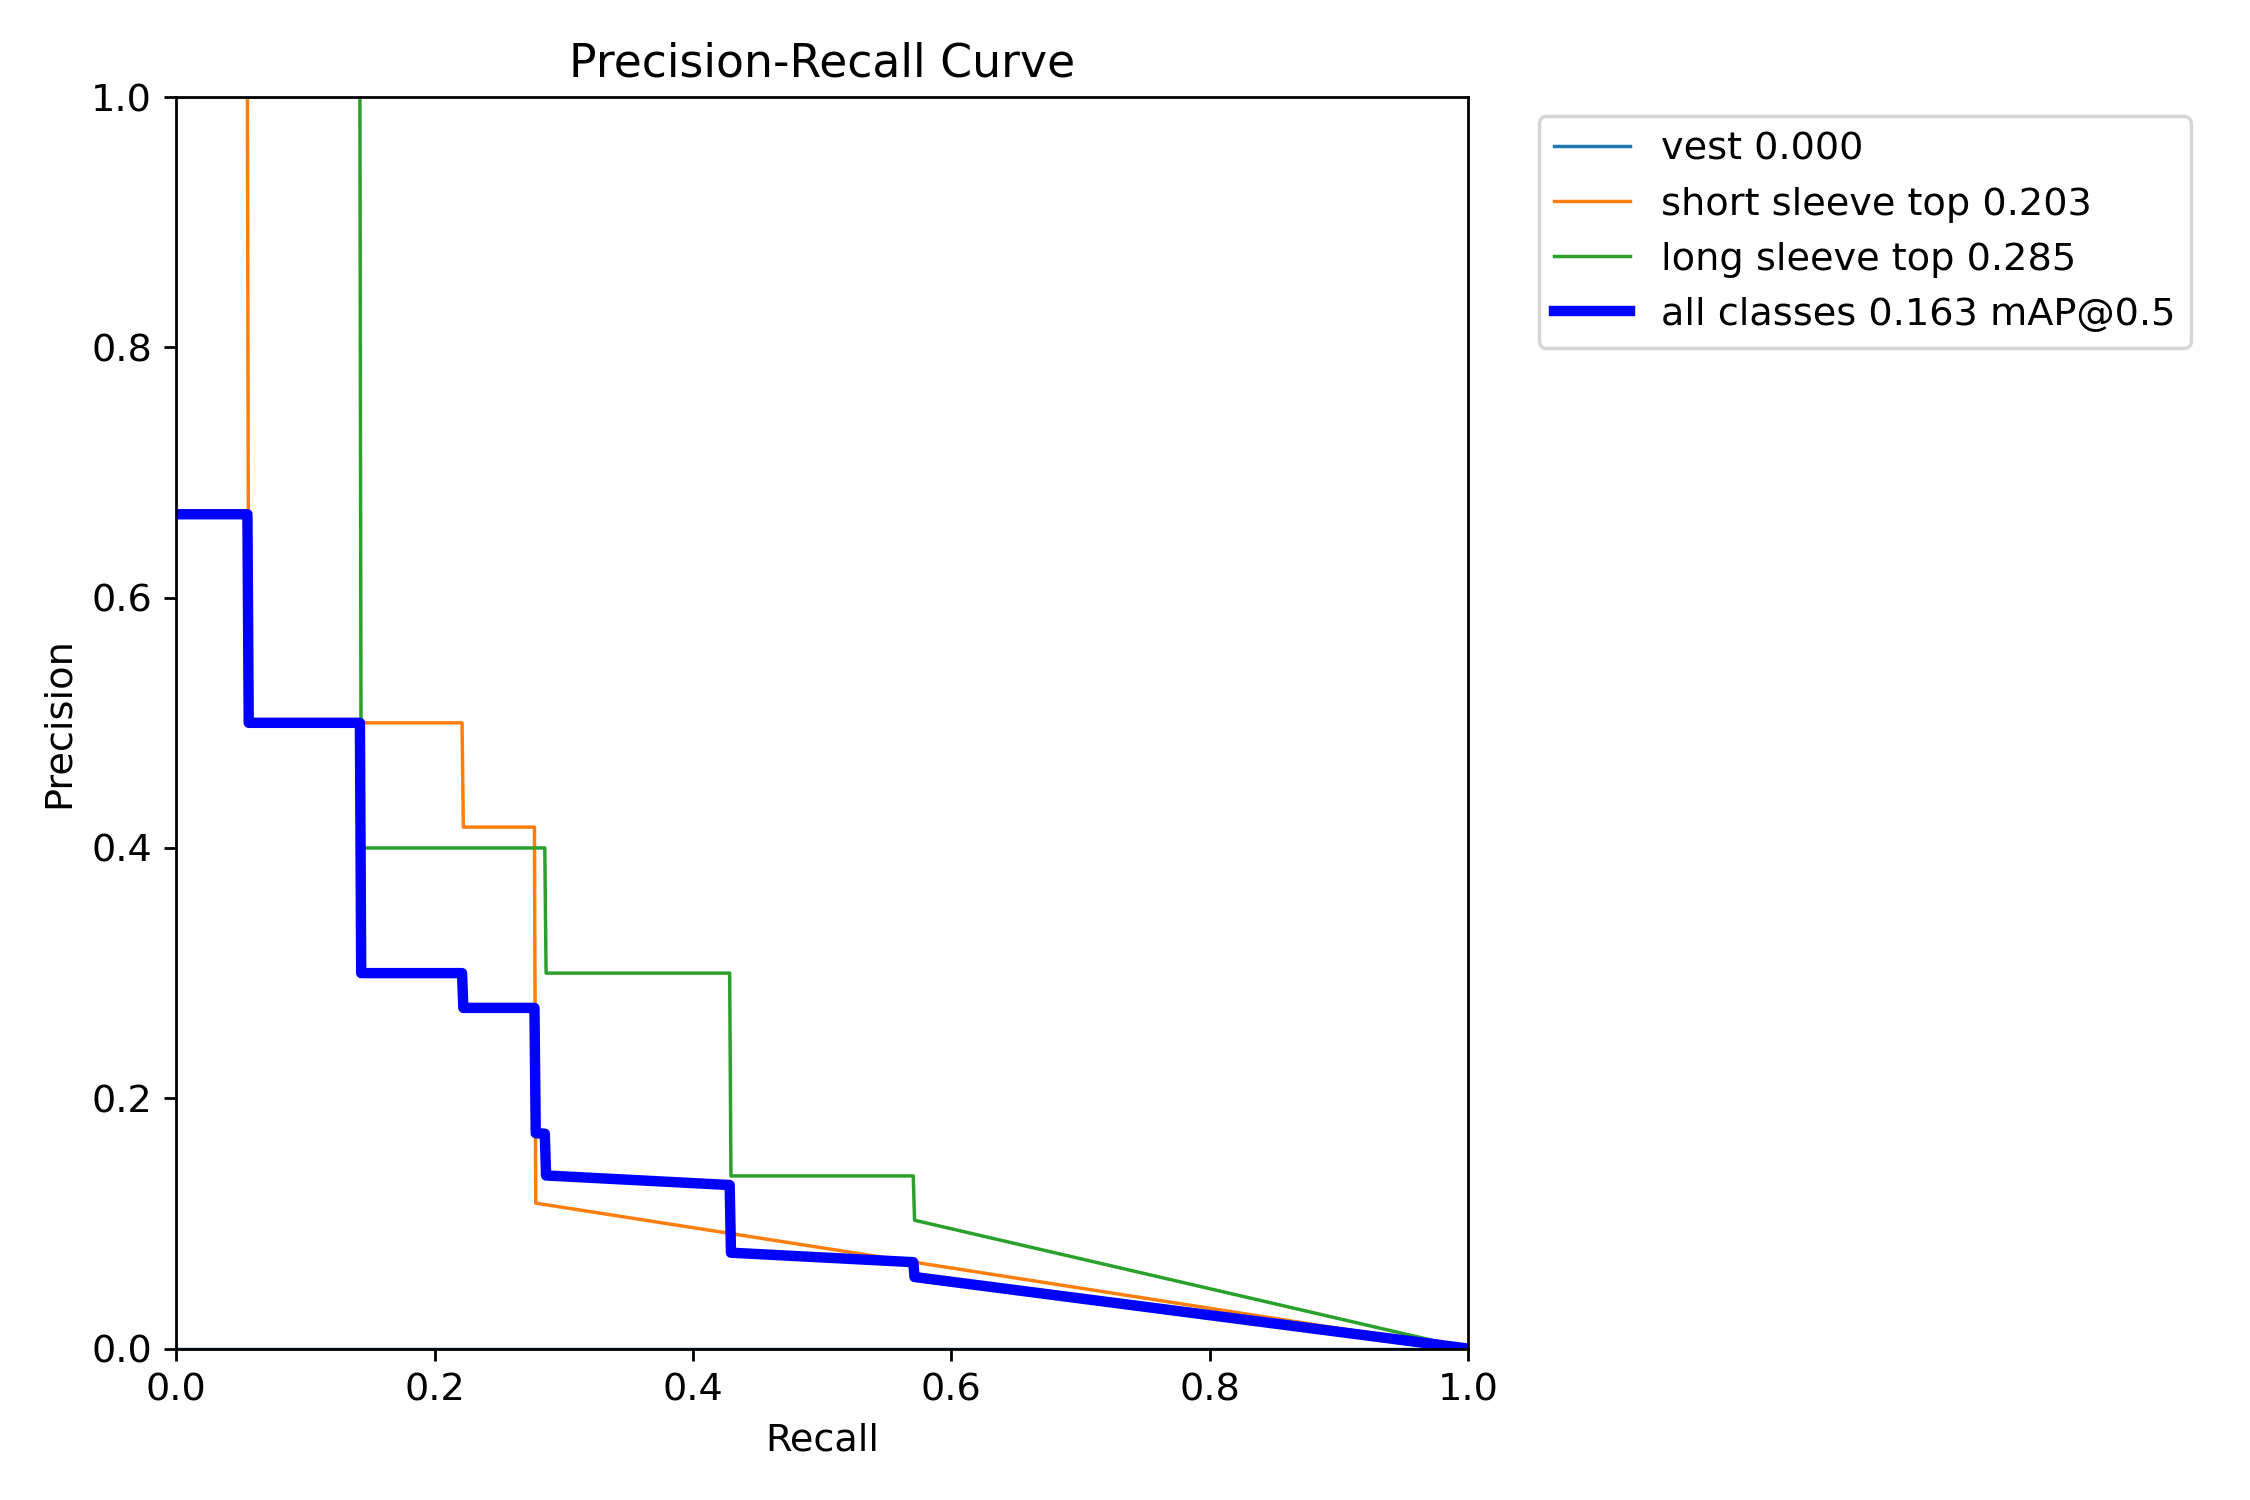 Precision-Recall Curve
1.0
0.8
0.6
0.4
0.2
0.0
Precision
0.0 0.2 0.4 0.6 0.8 1.0
Recall
vest 0.000
short sleeve top 0.203
long sleeve top 0.285
all classes 0.163 mAP@0.5